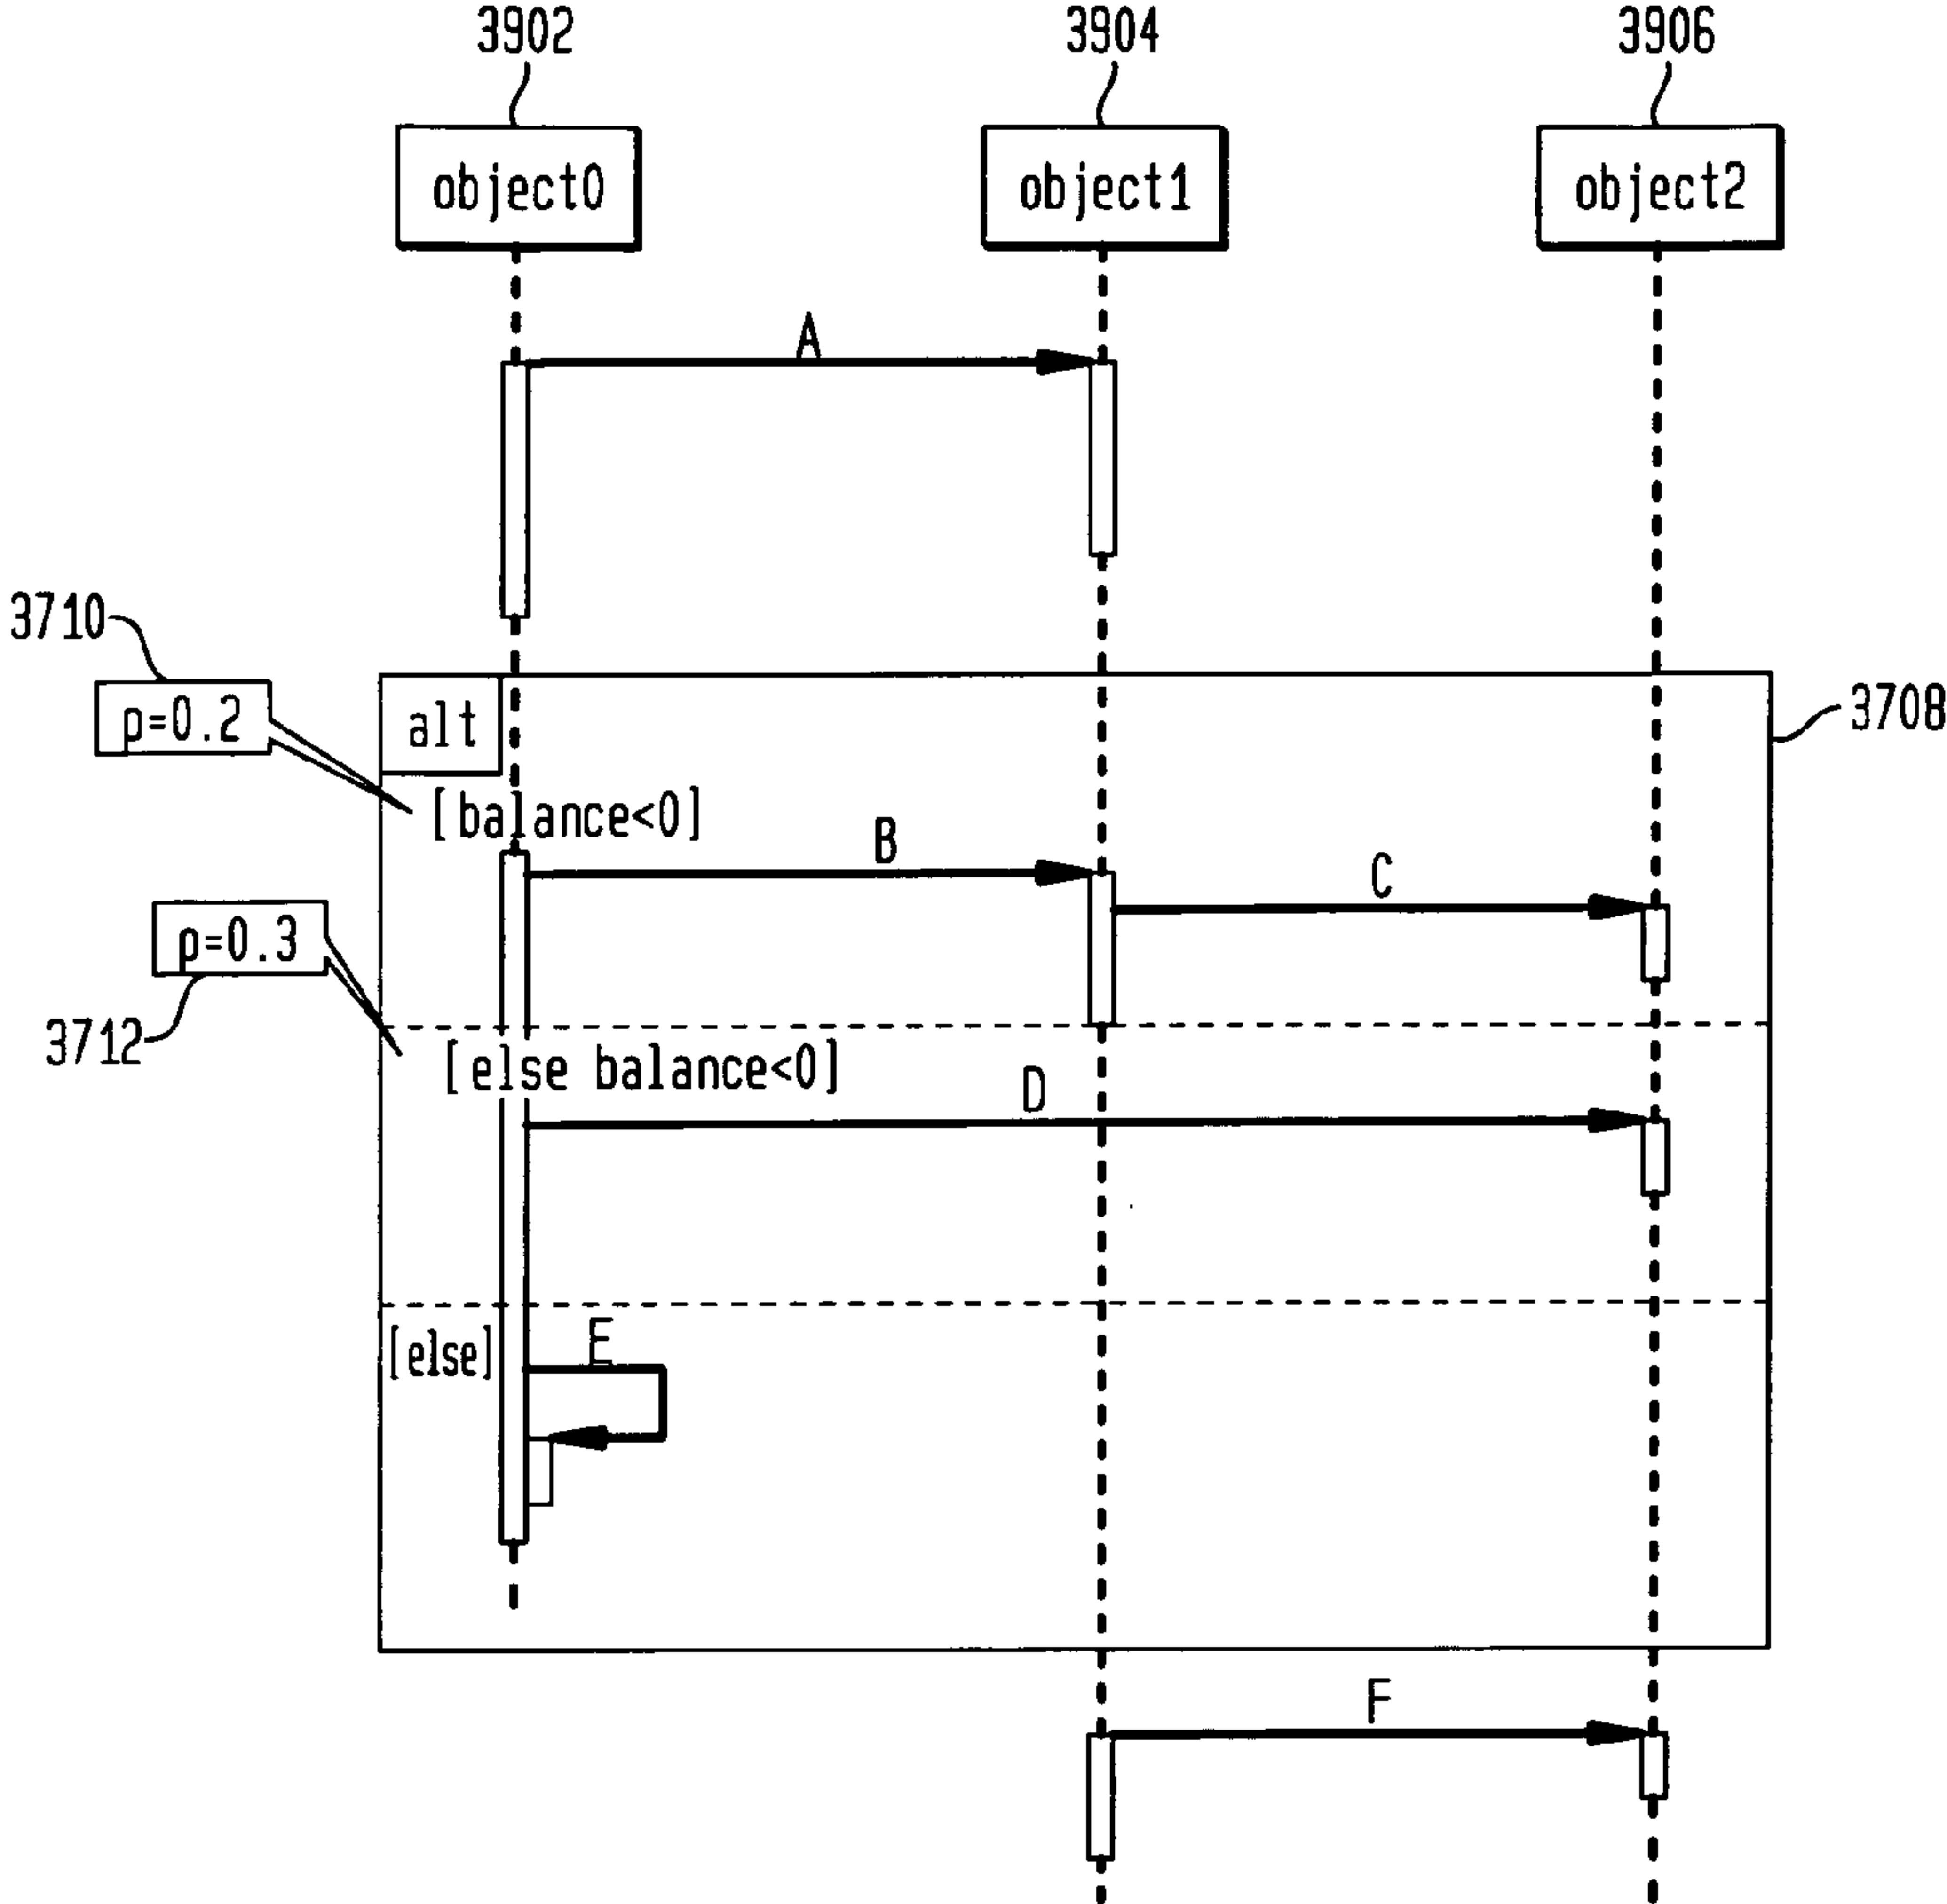 3902
3904
3906
object0
object1
object2
A
3710
p=0.2
alt
3708
[balance<0]
B
C
p=0.3
3712
[else balance<0]
D
[else]
E
F